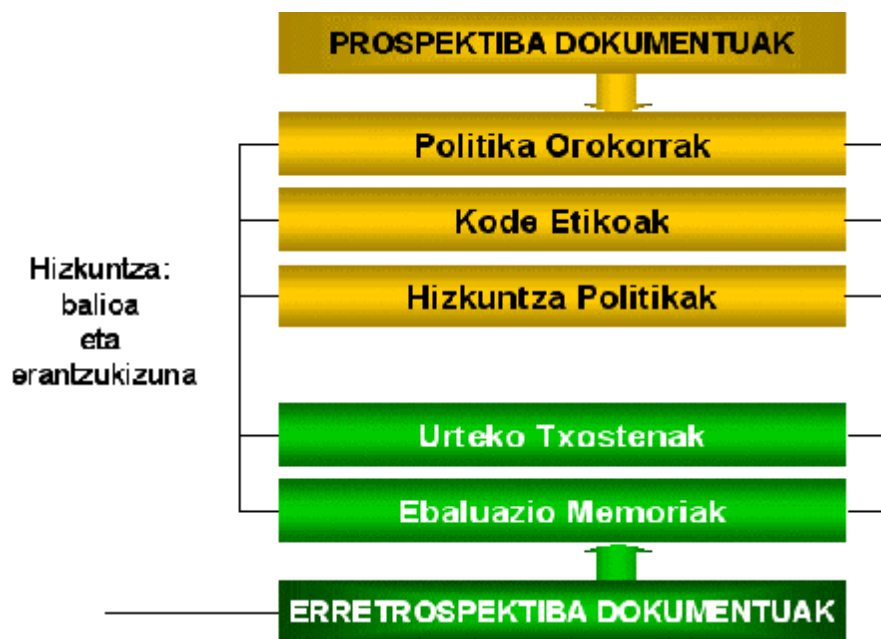 PROSPEKTIBA DOKUMENTUAK
Politika Orokorrak
Kode Etikoak
Hizkuntza Politikak
Hizkuntza:
balioa
eta
erantzukizuna
Urteko Txostenak
Ebaluazio Memoriak
ERRETROSPEKTIBA DOKUMENTUAK